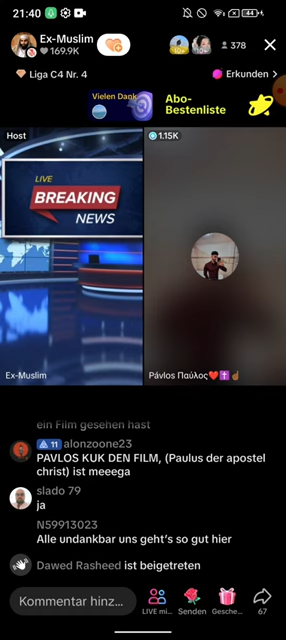 21:40
44
Ex-Muslim
169.9K
10+
10+
378
Liga C4 Nr. 4
Erkunden
Vielen Dank
Abo-
Bestenliste
Host
1.15K
LIVE
BREAKING
NEWS
Ex-Muslim
Pávlos Παύλος❤️✝️☝🏾
ein Film gesehen hast
11 alonzoone23
PAVLOS KUK DEN FILM, (Paulus der apostel
christ) ist meeega
slado 79
ja
N59913023
Alle undankbar uns geht's so gut hier
Dawed Rasheed ist beigetreten
Kommentar hinz...
LIVE mi...
Senden
Gesche...
67